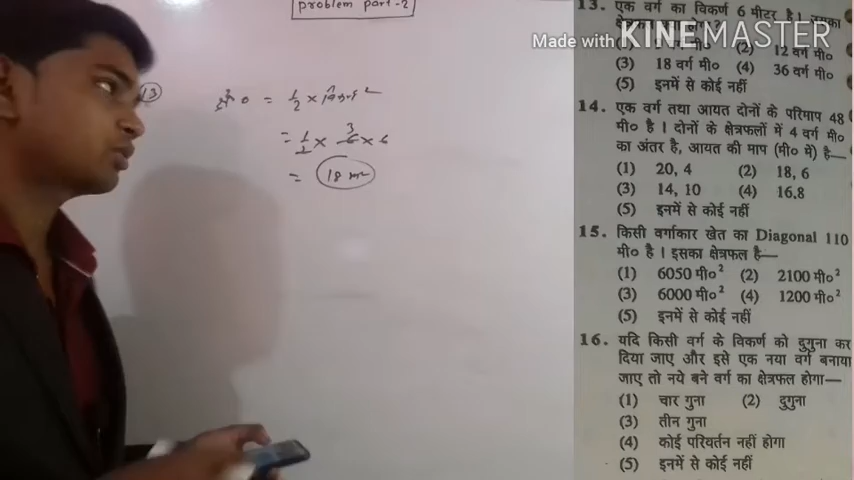 problem part-2
13
क्षे० = 1/2 × विकर्ण²
= 1/2 × 6 × 6
3
= 18 m²
Made with KINEMASTER
13. एक वर्ग का विकर्ण 6 मीटर है। इसका
(2) 12 वर्ग मी०
(3) 18 वर्ग मी० (4) 36 वर्ग मी०
(5) इनमें से कोई नहीं
14. एक वर्ग तथा आयत दोनों के परिमाप 48
मी० है। दोनों के क्षेत्रफलों में 4 वर्ग मी०
का अंतर है, आयत की माप (मी० में) है—
(1) 20, 4 (2) 18, 6
(3) 14, 10 (4) 16.8
(5) इनमें से कोई नहीं
15. किसी वर्गाकार खेत का Diagonal 110
मी० है। इसका क्षेत्रफल है—
(1) 6050 मी०² (2) 2100 मी०²
(3) 6000 मी०² (4) 1200 मी०²
(5) इनमें से कोई नहीं
16. यदि किसी वर्ग के विकर्ण को दुगुना कर
दिया जाए और इसे एक नया वर्ग बनाया
जाए तो नये बने वर्ग का क्षेत्रफल होगा—
(1) चार गुना (2) दुगुना
(3) तीन गुना
(4) कोई परिवर्तन नहीं होगा
(5) इनमें से कोई नहीं